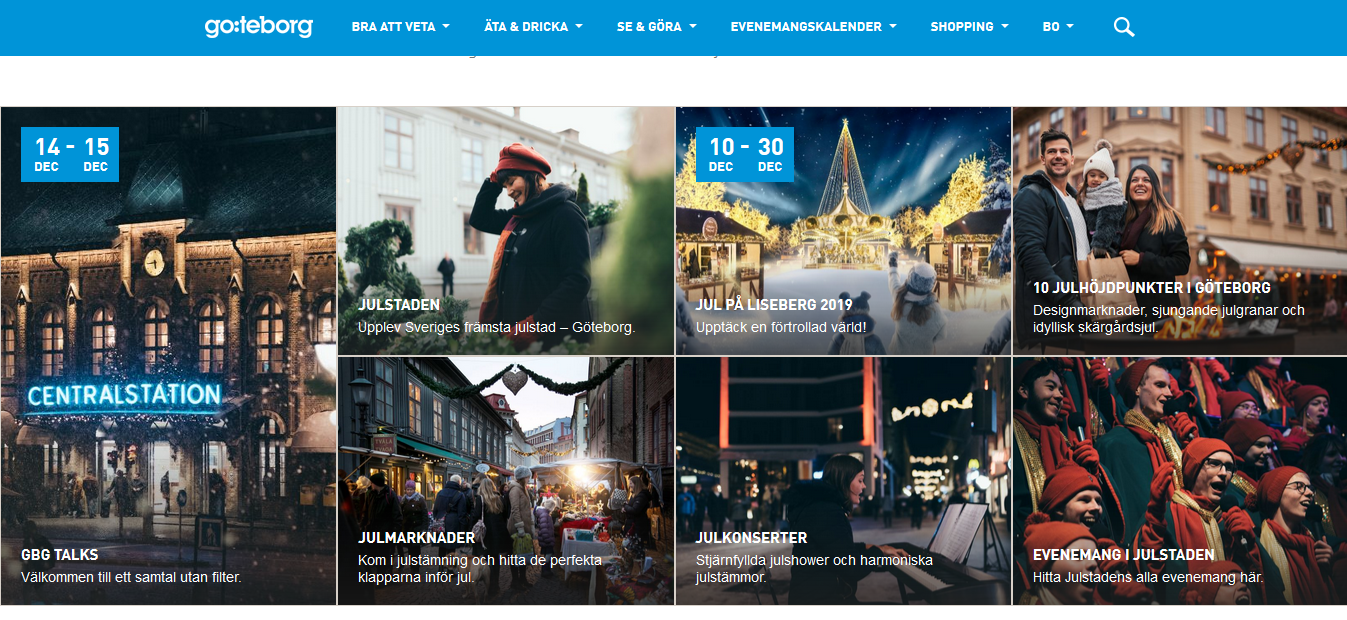 go:teborg
BRA ATT VETA
ÄTA & DRICKA
SE & GÖRA
EVENEMANGSKALENDER
SHOPPING
BO
14 - 15
DEC DEC
CENTRALSTATION
GBG TALKS
Välkommen till ett samtal utan filter.
JULSTADEN
Upplev Sveriges främsta julstad – Göteborg.
10 - 30
DEC DEC
JUL PÅ LISEBERG 2019
Upptäck en förtrollad värld!
10 JULHÖJDPUNKTER I GÖTEBORG
Designmarknader, sjungande julgranar och
idyllisk skärgårdsjul.
JULMARKNADER
Kom i julstämning och hitta de perfekta
klapparna inför jul.
JULKONSERTER
Stjärnfyllda julshower och harmoniska
julstämmor.
EVENEMANG I JULSTADEN
Hitta Julstadens alla evenemang här.